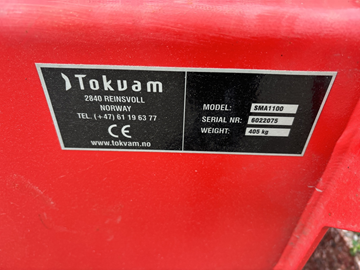 Tokvam
2840 REINSVOLL
NORWAY
TEL. (+47) 61 19 63 77
CE
www.tokvam.no
MODEL: SMA1100
SERIAL NR: 6022075
WEIGHT: 405 kg